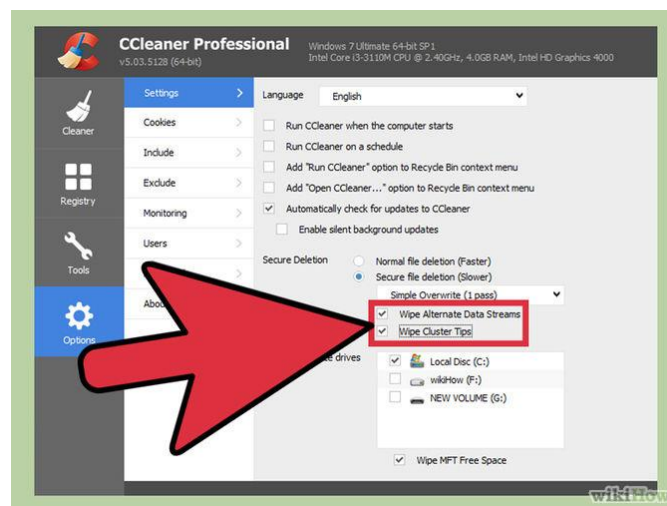 CCleaner Professional
v5.03.5128 (64-bit)
Windows 7 Ultimate 64-bit SP1
Intel Core i3-3110M CPU @ 2.40GHz, 4.0GB RAM, Intel HD Graphics 4000
Cleaner
Registry
Tools
Options
Settings
Cookies
Include
Exclude
Monitoring
Users
Language English
Run CCleaner when the computer starts
Run CCleaner on a schedule
Add "Run CCleaner" option to Recycle Bin context menu
Add "Open CCleaner..." option to Recycle Bin context menu
Automatically check for updates to CCleaner
Enable silent background updates
Secure Deletion
Normal file deletion (Faster)
Secure file deletion (Slower)
Simple Overwrite (1 pass)
Wipe Alternate Data Streams
Wipe Cluster Tips
drives
Local Disc (C:)
wikiHow (F:)
NEW VOLUME (G:)
Wipe MFT Free Space
wikiHow